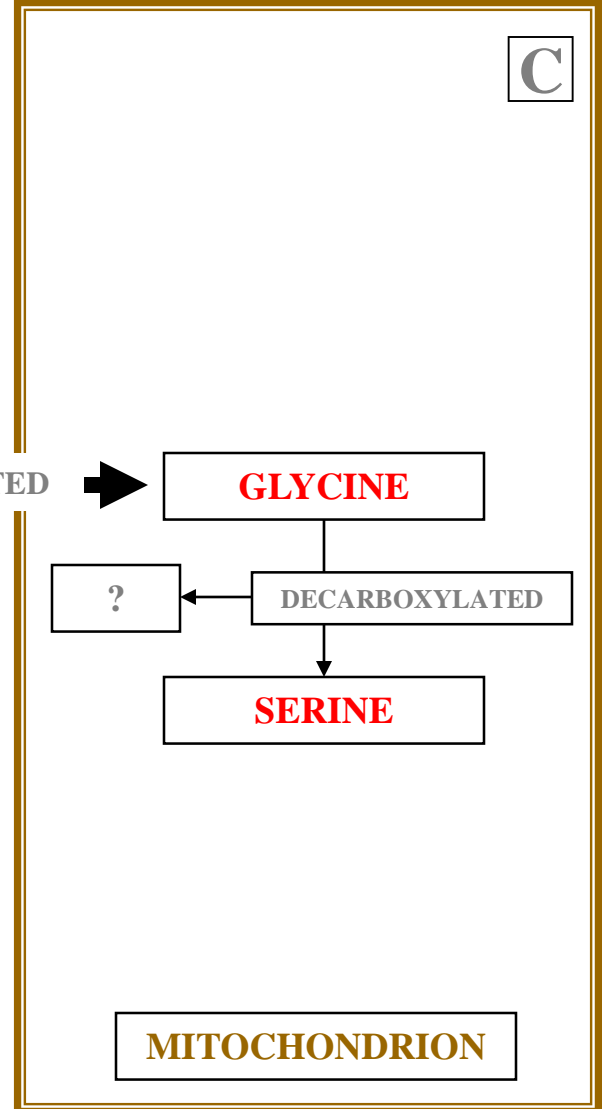 C
TED
GLYCINE
?
DECARBOXYLATED
SERINE
MITOCHONDRION